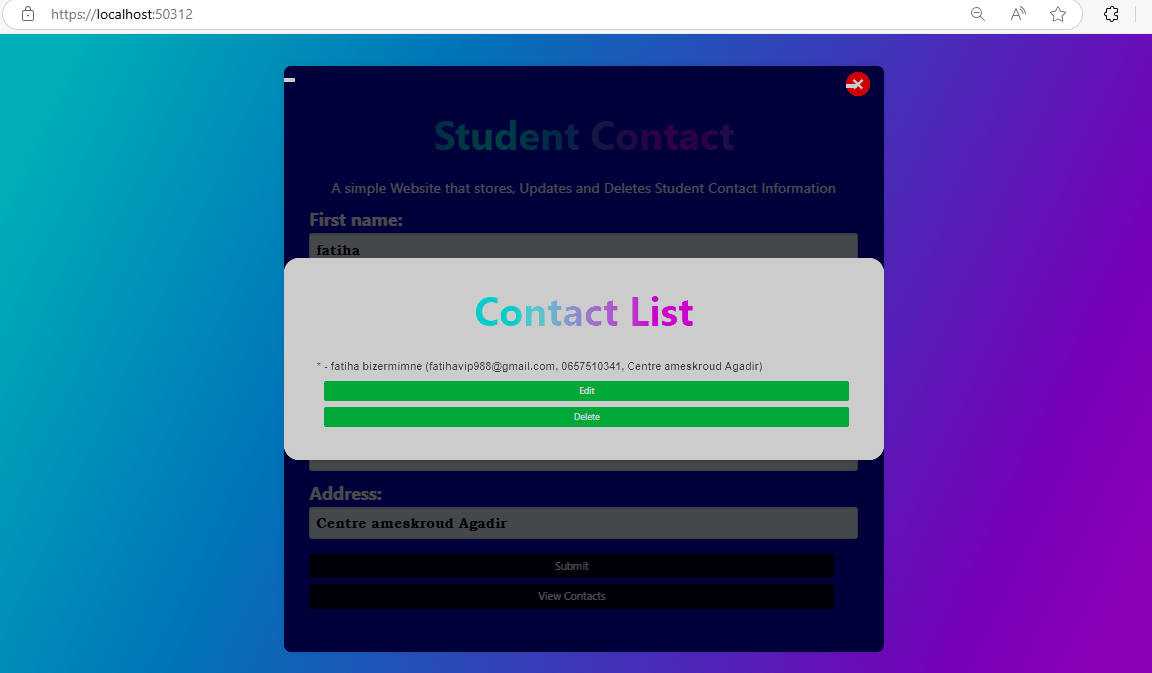 https://localhost:50312
Student Contact
A simple Website that stores, Updates and Deletes Student Contact Information
First name:
fatiha
Contact List
* - fatiha bizermimne (fatihavip988@gmail.com, 0657510341, Centre ameskroud Agadir)
Edit
Delete
Address:
Centre ameskroud Agadir
Submit
View Contacts